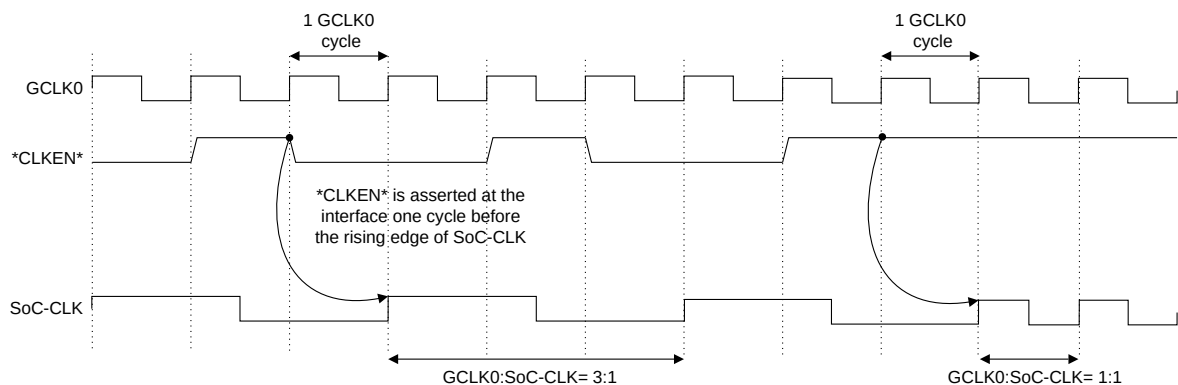 1 GCLK0
cycle
1 GCLK0
cycle
GCLK0
*CLKEN*
*CLKEN* is asserted at the
interface one cycle before
the rising edge of SoC-CLK
SoC-CLK
GCLK0:SoC-CLK= 3:1
GCLK0:SoC-CLK= 1:1